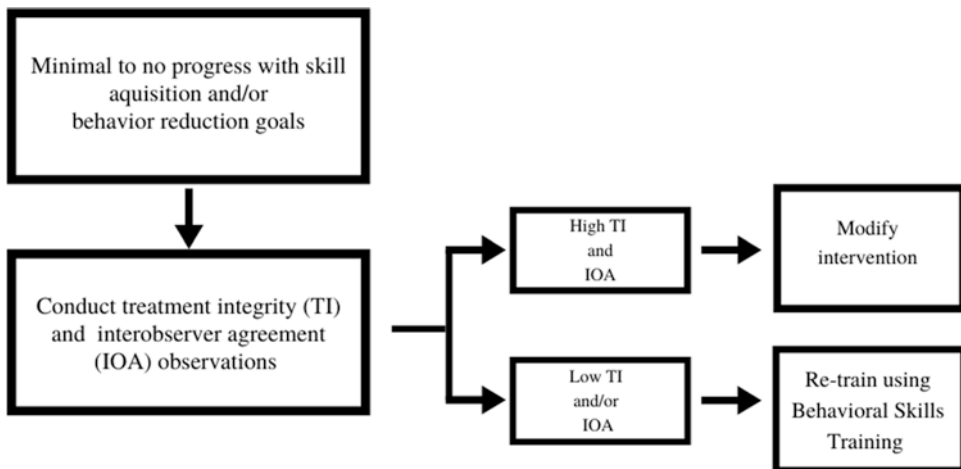 Minimal to no progress with skill
aquisition and/or
behavior reduction goals
Conduct treatment integrity (TI)
and interobserver agreement
(IOA) observations
High TI
and
IOA
Modify
intervention
Low TI
and/or
IOA
Re-train using
Behavioral Skills
Training